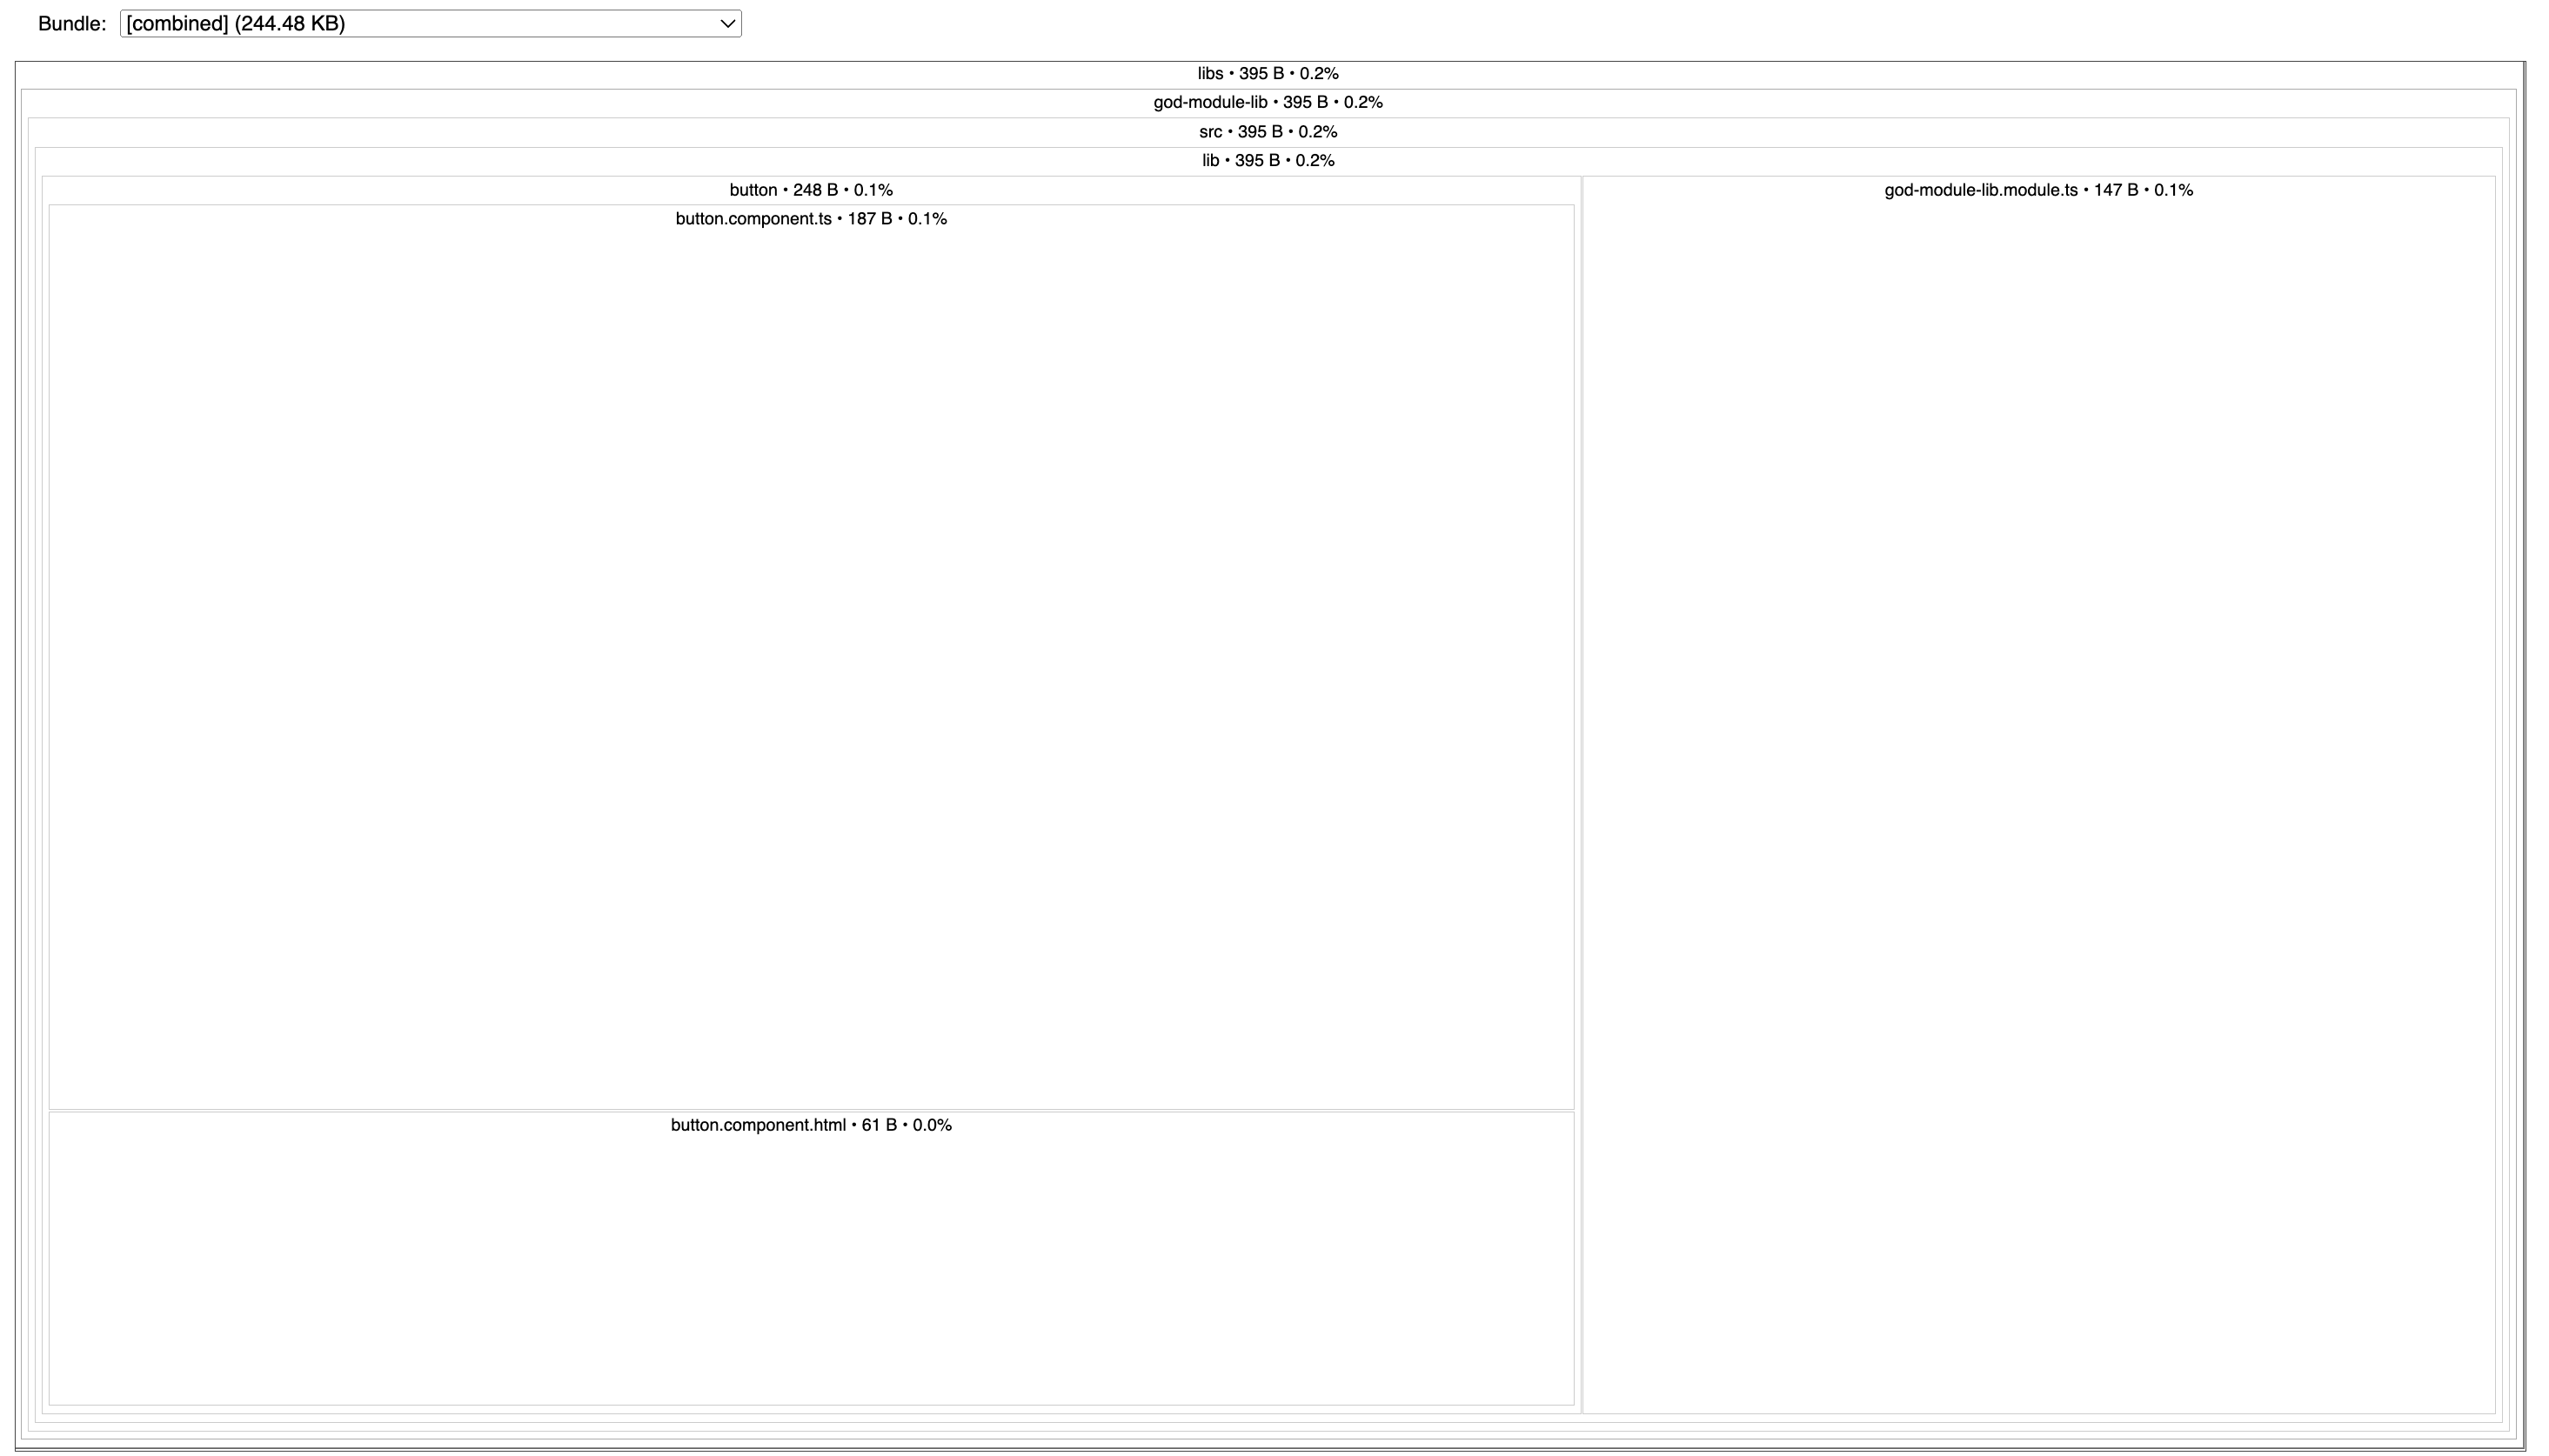 Bundle: [combined] (244.48 KB)
libs • 395 B • 0.2%
god-module-lib • 395 B • 0.2%
src • 395 B • 0.2%
lib • 395 B • 0.2%
button • 248 B • 0.1%
button.component.ts • 187 B • 0.1%
button.component.html • 61 B • 0.0%
god-module-lib.module.ts • 147 B • 0.1%